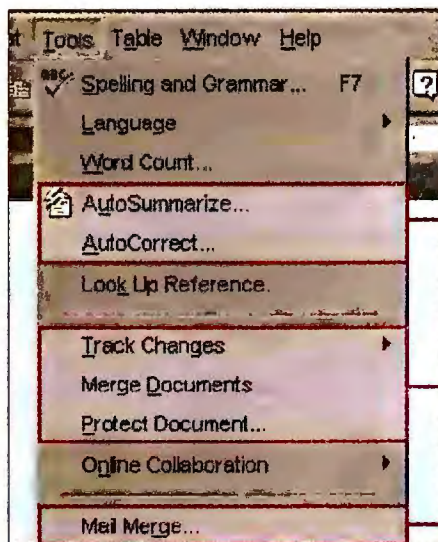 Tools Table Window Help
Spelling and Grammar... F7
Language
Word Count...
AutoSummarize...
AutoCorrect...
Look Up Reference.
Track Changes
Merge Documents
Protect Document...
Online Collaboration
Mail Merge...